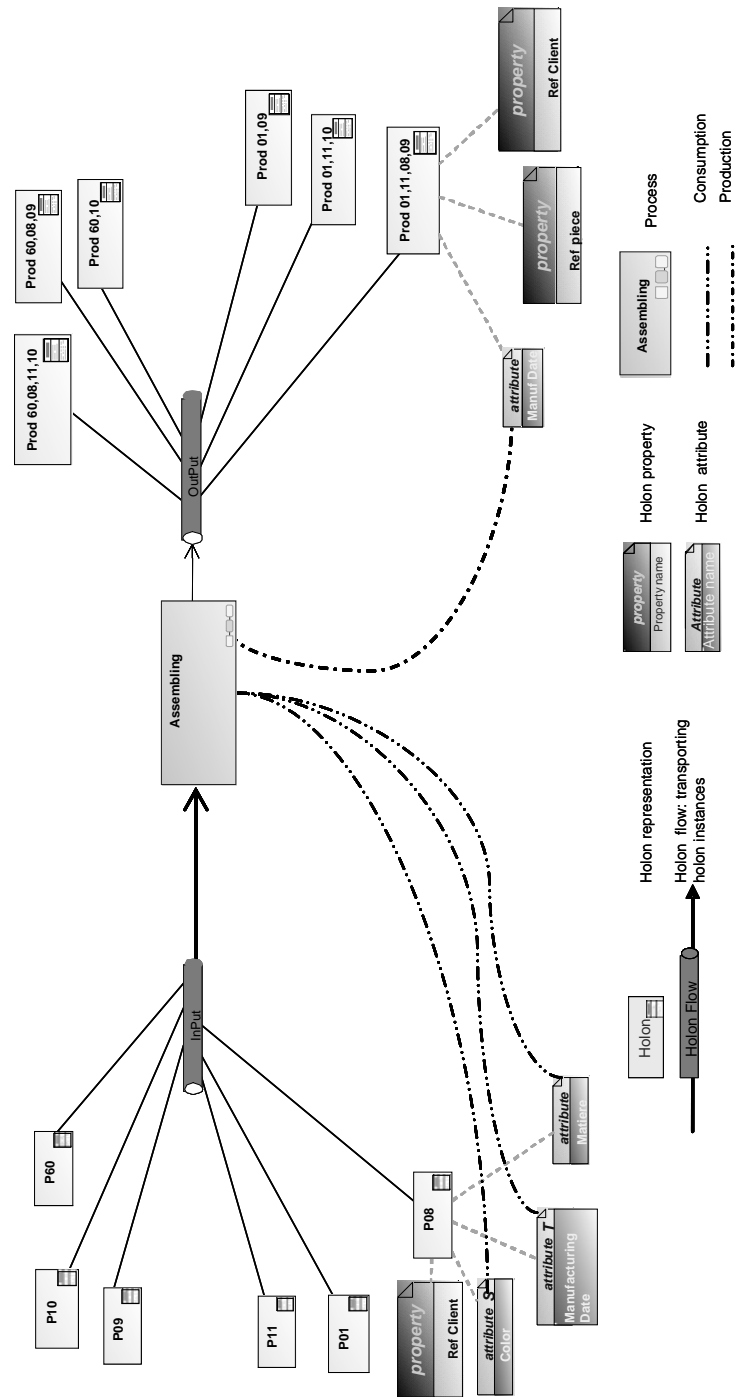 P60
P10
P09
P11
P01
P08
InPut
property
Ref Client
attribute S
Color
attribute T
Manufacturing
Date
attribute
Matiere
Assembling
OutPut
Prod 60,08,11,10
Prod 60,08,09
Prod 60,10
Prod 01,09
Prod 01,11,10
Prod 01,11,08,09
attribute
Manuf Date
property
Ref piece
property
Ref Client
Holon
Holon representation
Holon Flow
Holon flow: transporting
holon instances
property
Property name
Holon property
Attribute
Attribute name
Holon attribute
Assembling
Process
Consumption
Production